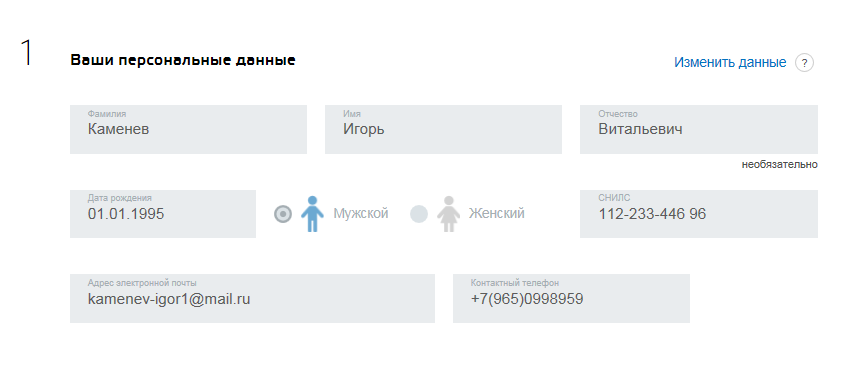 1
Ваши персональные данные
Изменить данные ?
Фамилия
Каменев
Имя
Игорь
Отчество
Витальевич
необязательно
Дата рождения
01.01.1995
Мужской
Женский
СНИЛС
112-233-446 96
Адрес электронной почты
kamenev-igor1@mail.ru
Контактный телефон
+7(965)0998959